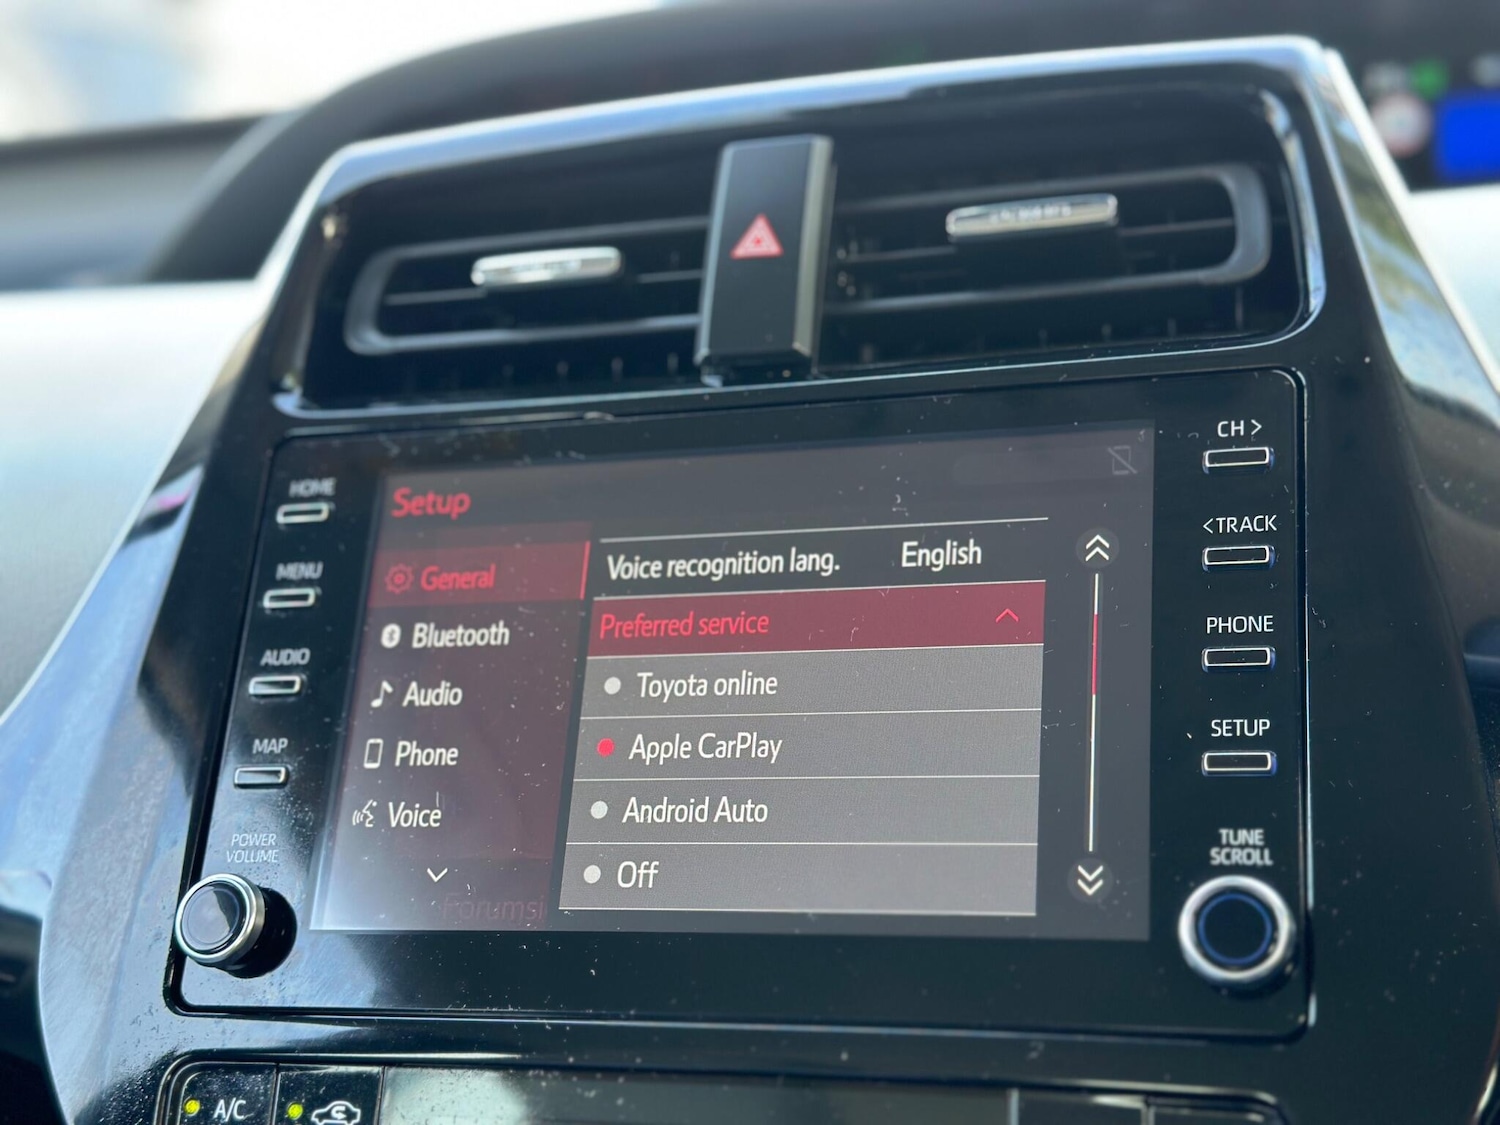 HOME
MENU
AUDIO
MAP
POWER
VOLUME
Setup
General
Bluetooth
Audio
Phone
Voice
Voice recognition lang. English
Preferred service
Toyota online
Apple CarPlay
Android Auto
Off
CH >
< TRACK
PHONE
SETUP
TUNE
SCROLL
A/C